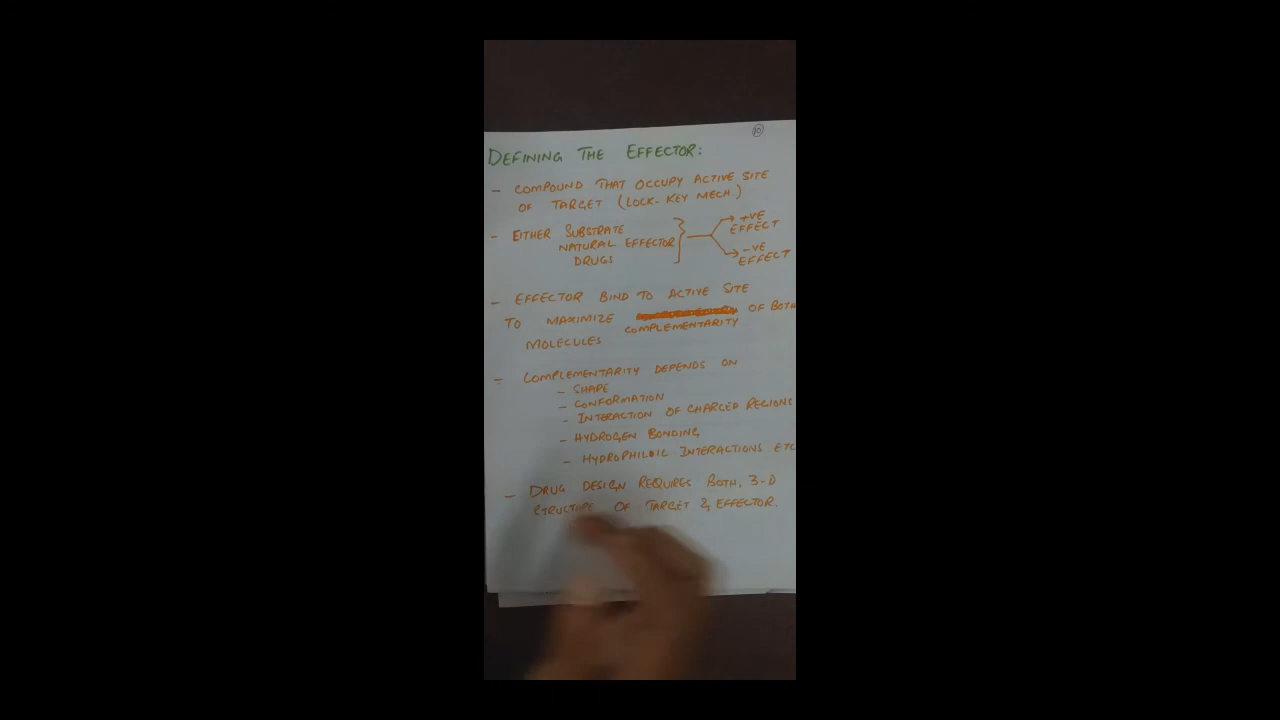 10
DEFINING THE EFFECTOR:
- COMPOUND THAT OCCUPY ACTIVE SITE
OF TARGET (LOCK-KEY MECH)
- EITHER SUBSTRATE
NATURAL EFFECTOR
DRUGS
+VE
EFFECT
-VE
EFFECT
- EFFECTOR BIND TO ACTIVE SITE
TO MAXIMIZE OF BOTH
COMPLEMENTARITY
MOLECULES
- COMPLEMENTARITY DEPENDS ON
- SHAPE
- CONFORMATION
- INTERACTION OF CHARGED REGIONS
- HYDROGEN BONDING
- INTERACTIONS ETC
- DRUG DESIGN REQUIRES BOTH, 3-D
STRUCTURE OF TARGET & EFFECTOR.